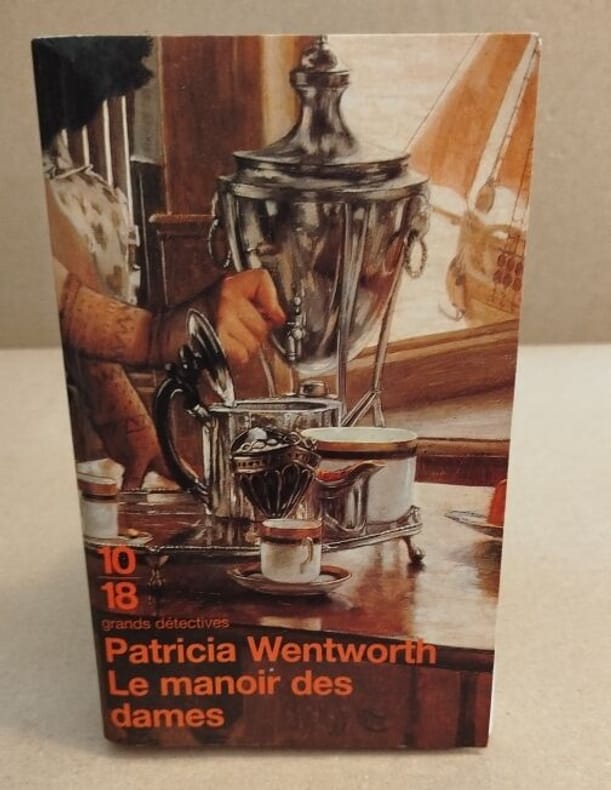 10
18
grands détectives
Patricia Wentworth
Le manoir des
dames